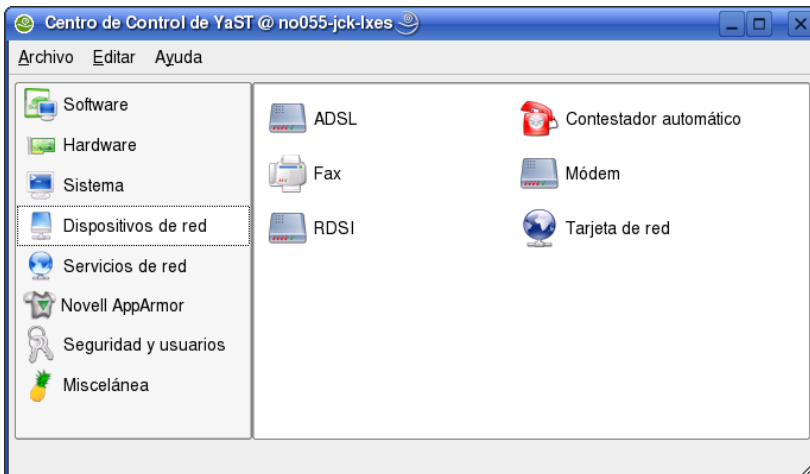 Centro de Control de YaST @ no055-jck-lxes
Archivo Editar Ayuda
Software
Hardware
Sistema
Dispositivos de red
Servicios de red
Novell AppArmor
Seguridad y usuarios
Miscelánea
ADSL
Contestador automático
Fax
Módem
RDSI
Tarjeta de red